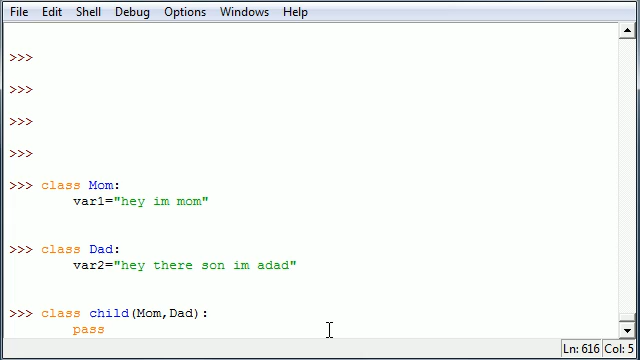 File Edit Shell Debug Options Windows Help
>>>
>>>
>>>
>>>
>>> class Mom:
var1="hey im mom"
>>> class Dad:
var2="hey there son im adad"
>>> class child(Mom,Dad):
pass
Ln: 616 Col: 5